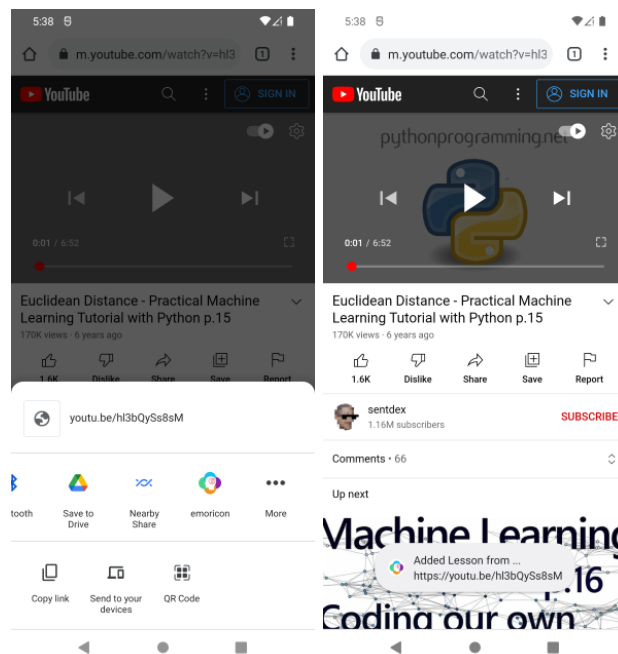 5:38
m.youtube.com/watch?v=hl3
1
YouTube
SIGN IN
0:01 / 6:52
Euclidean Distance - Practical Machine
Learning Tutorial with Python p.15
170K views · 6 years ago
1.6K
Dislike
Share
Save
Report
youtu.be/hl3bQySs8sM
tooth
Save to
Drive
Nearby
Share
emoricon
More
Copy link
Send to your
devices
QR Code
5:38
m.youtube.com/watch?v=hl3
1
YouTube
SIGN IN
pythonprogramming.net
0:01 / 6:52
Euclidean Distance - Practical Machine
Learning Tutorial with Python p.15
170K views · 6 years ago
1.6K
Dislike
Share
Save
Report
sentdex
1.16M subscribers
SUBSCRIBE
Comments • 66
Up next
Machine Learning
Added Lesson from ...
https://youtu.be/hl3bQySs8sM
p.16
Coding our own